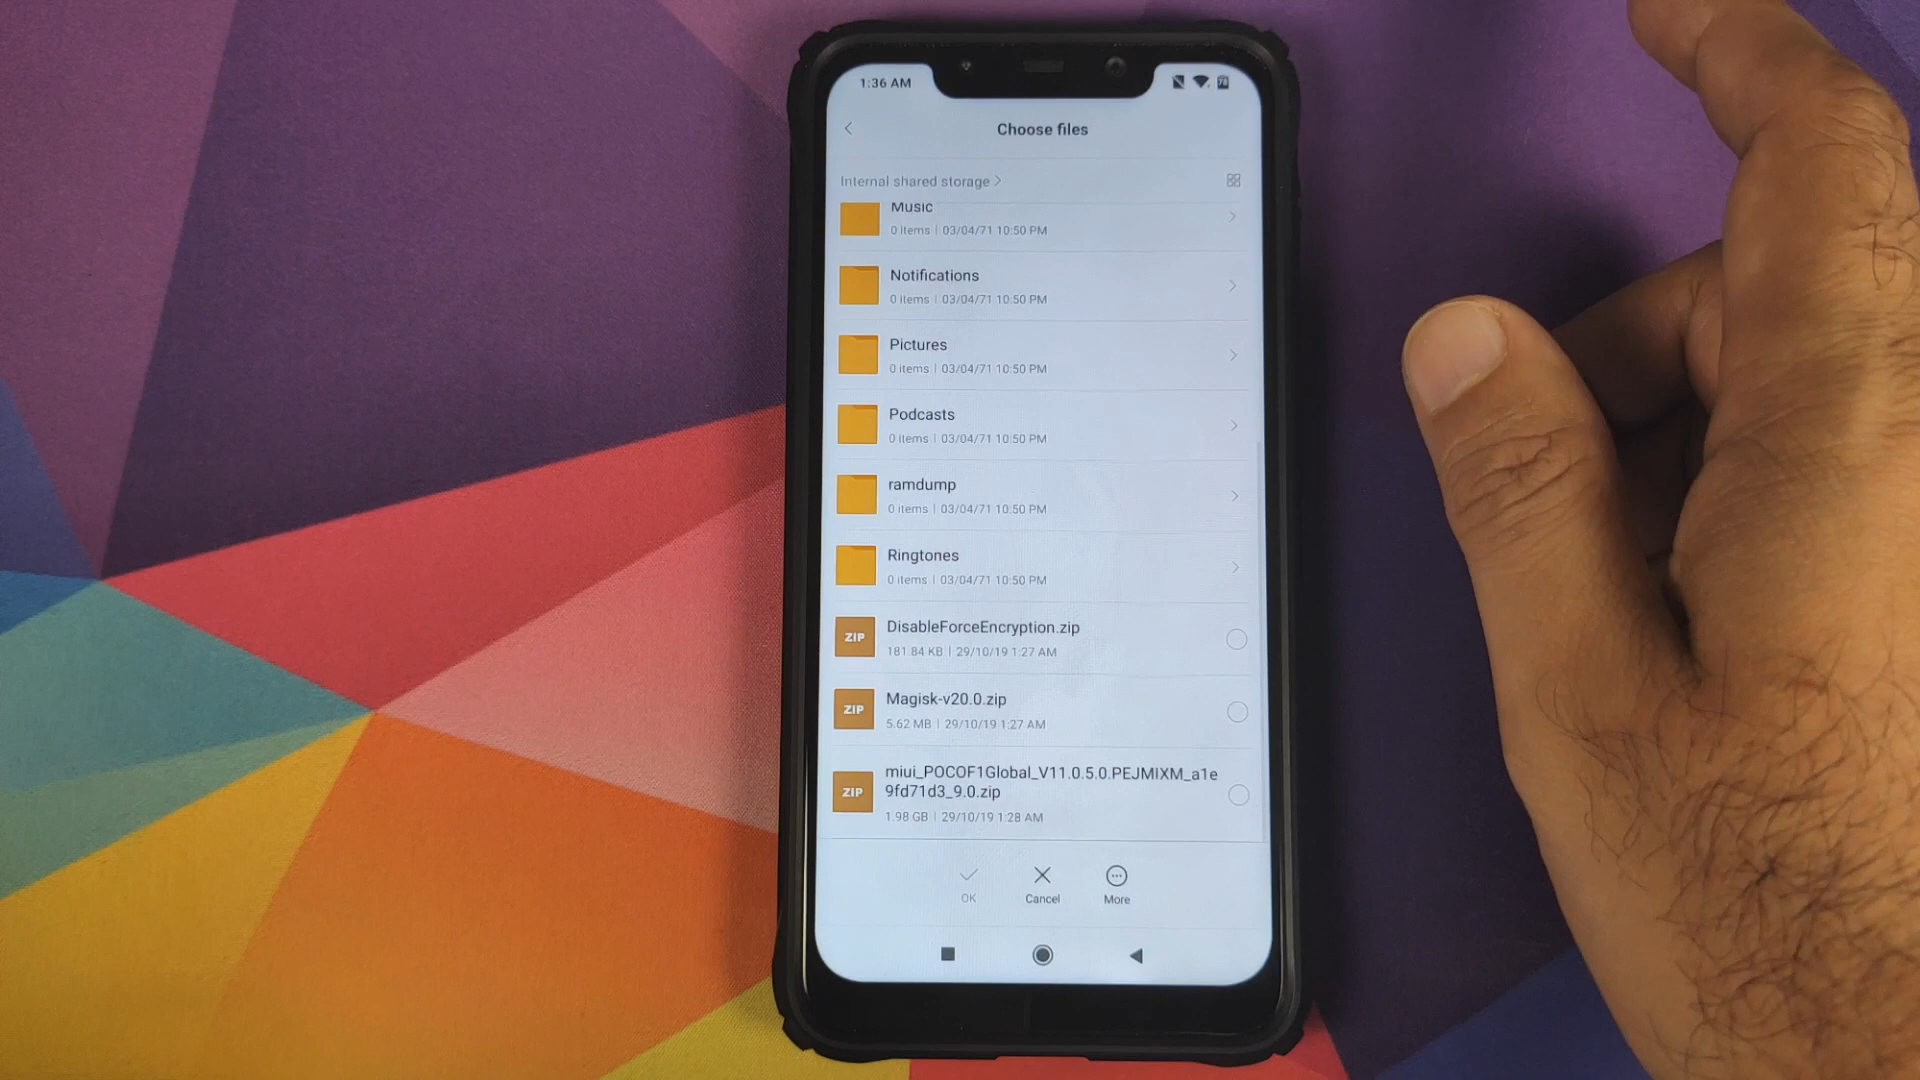 1:36 AM
78
Choose files
Internal shared storage >
Music
0 items | 03/04/71 10:50 PM
Notifications
0 items | 03/04/71 10:50 PM
Pictures
0 items | 03/04/71 10:50 PM
Podcasts
0 items | 03/04/71 10:50 PM
ramdump
0 items | 03/04/71 10:50 PM
Ringtones
0 items | 03/04/71 10:50 PM
ZIP
DisableForceEncryption.zip
181.84 KB | 29/10/19 1:27 AM
ZIP
Magisk-v20.0.zip
5.62 MB | 29/10/19 1:27 AM
ZIP
miui_POCOF1Global_V11.0.5.0.PEJMIXM_a1e
9fd71d3_9.0.zip
1.98 GB | 29/10/19 1:28 AM
OK
Cancel
More